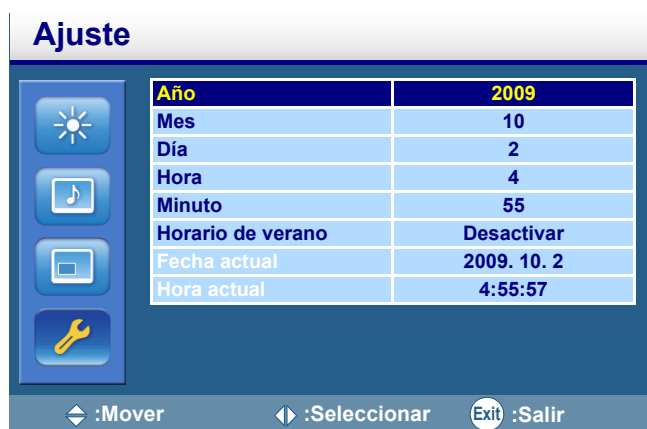 Ajuste
Año 2009
Mes 10
Día 2
Hora 4
Minuto 55
Horario de verano Desactivar
Fecha actual 2009. 10. 2
Hora actual 4:55:57
:Mover :Seleccionar Exit :Salir